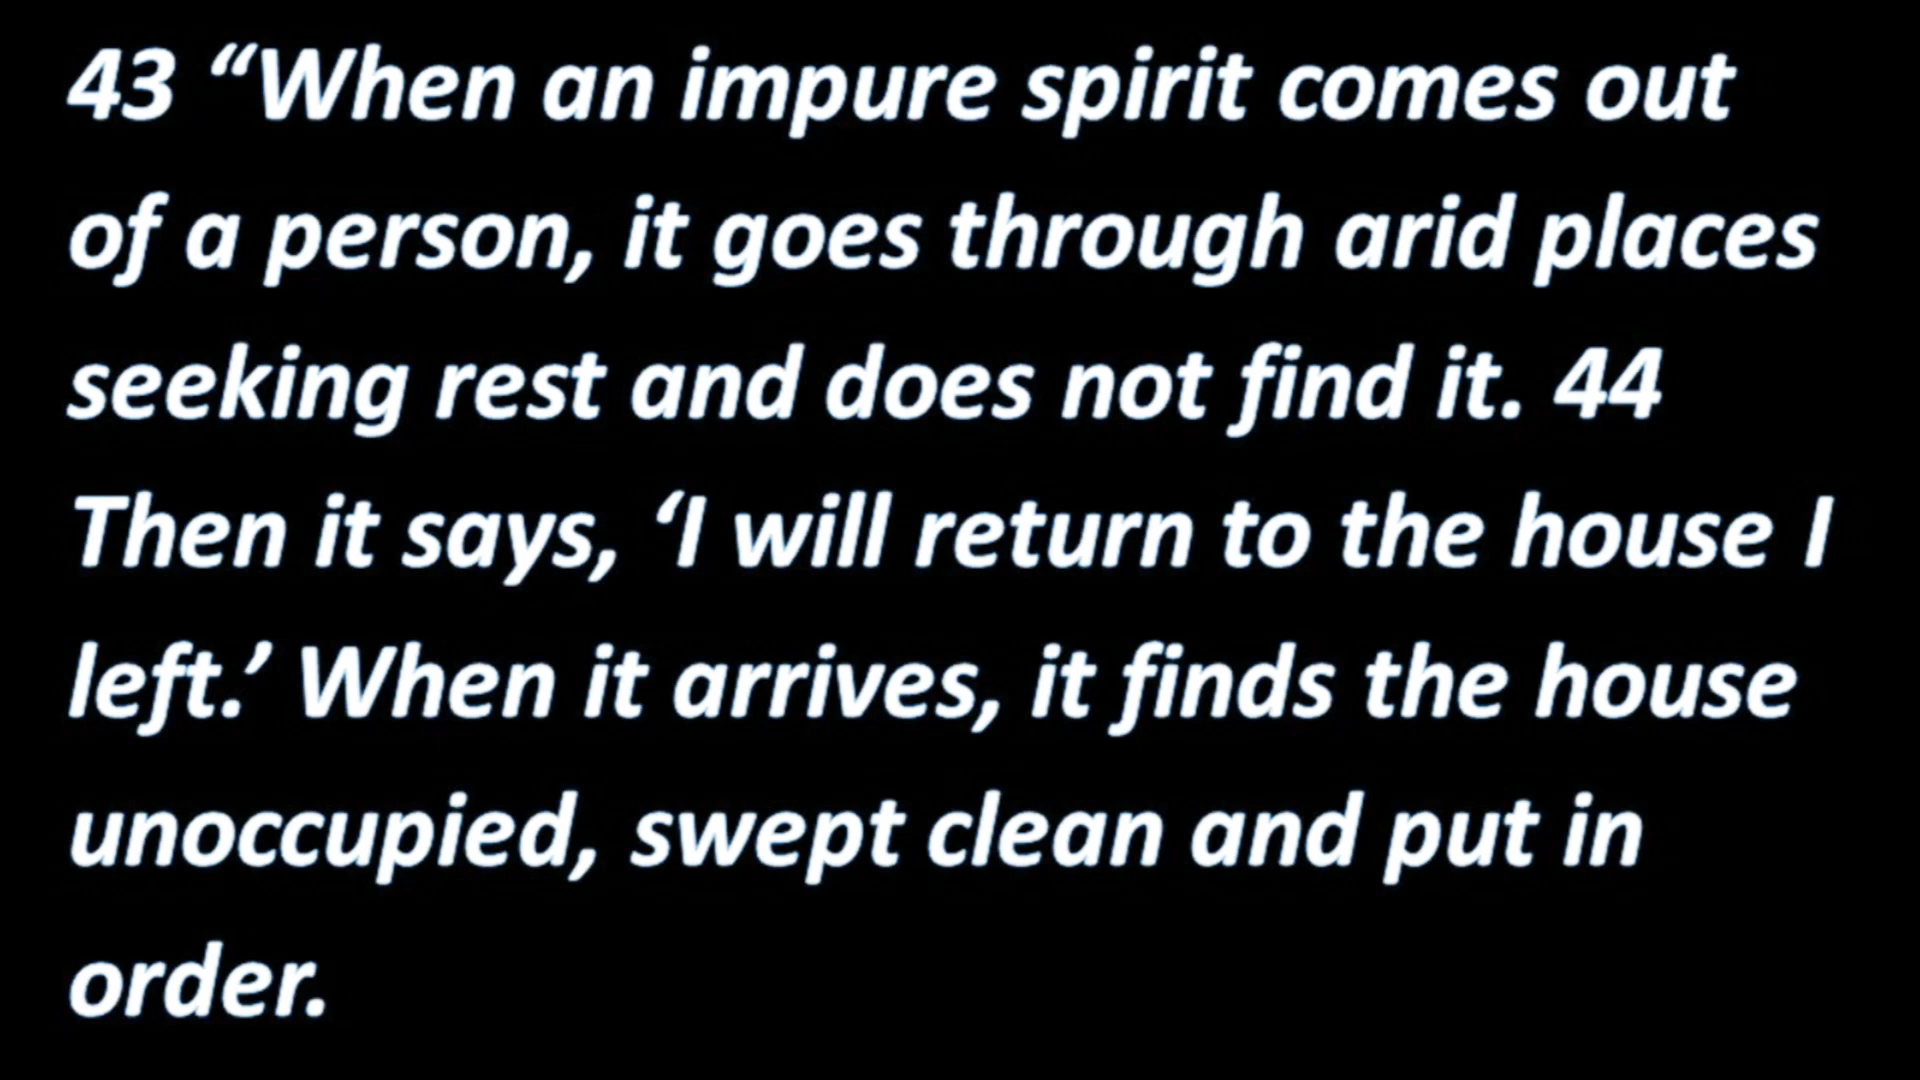 43 “When an impure spirit comes out
of a person, it goes through arid places
seeking rest and does not find it. 44
Then it says, ‘I will return to the house I
left.’ When it arrives, it finds the house
unoccupied, swept clean and put in
order.